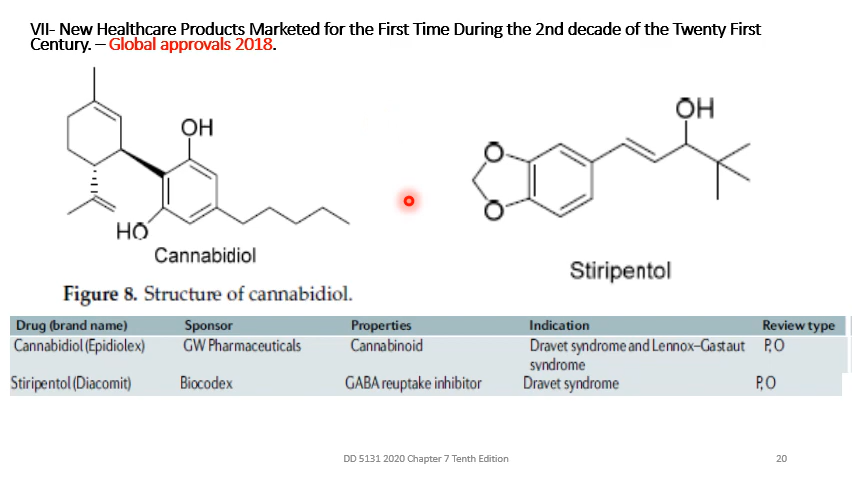 VII- New Healthcare Products Marketed for the First Time During the 2nd decade of the Twenty First
Century. – Global approvals 2018.
OH
HO
Cannabidiol
Figure 8. Structure of cannabidiol.
O
O
OH
Stiripentol
Drug (brand name) Sponsor Properties Indication Review type
Cannabidiol (Epidiolex) GW Pharmaceuticals Cannabinoid Dravet syndrome and Lennox–Gastaut P, O
syndrome
Stiripentol (Diacomit) Biocodex GABA reuptake inhibitor Dravet syndrome P, O
DD 5131 2020 Chapter 7 Tenth Edition 20